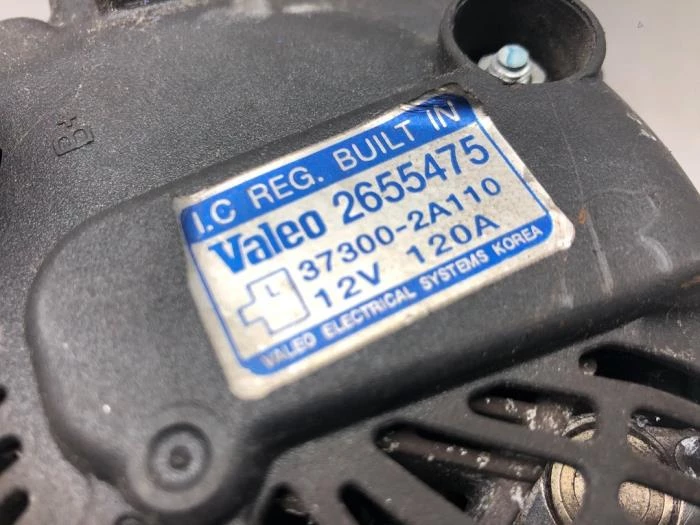 B+
I.C REG. BUILT IN
Valeo 2655475
37300-2A110
L
12V 120A
VALEO ELECTRICAL SYSTEMS KOREA